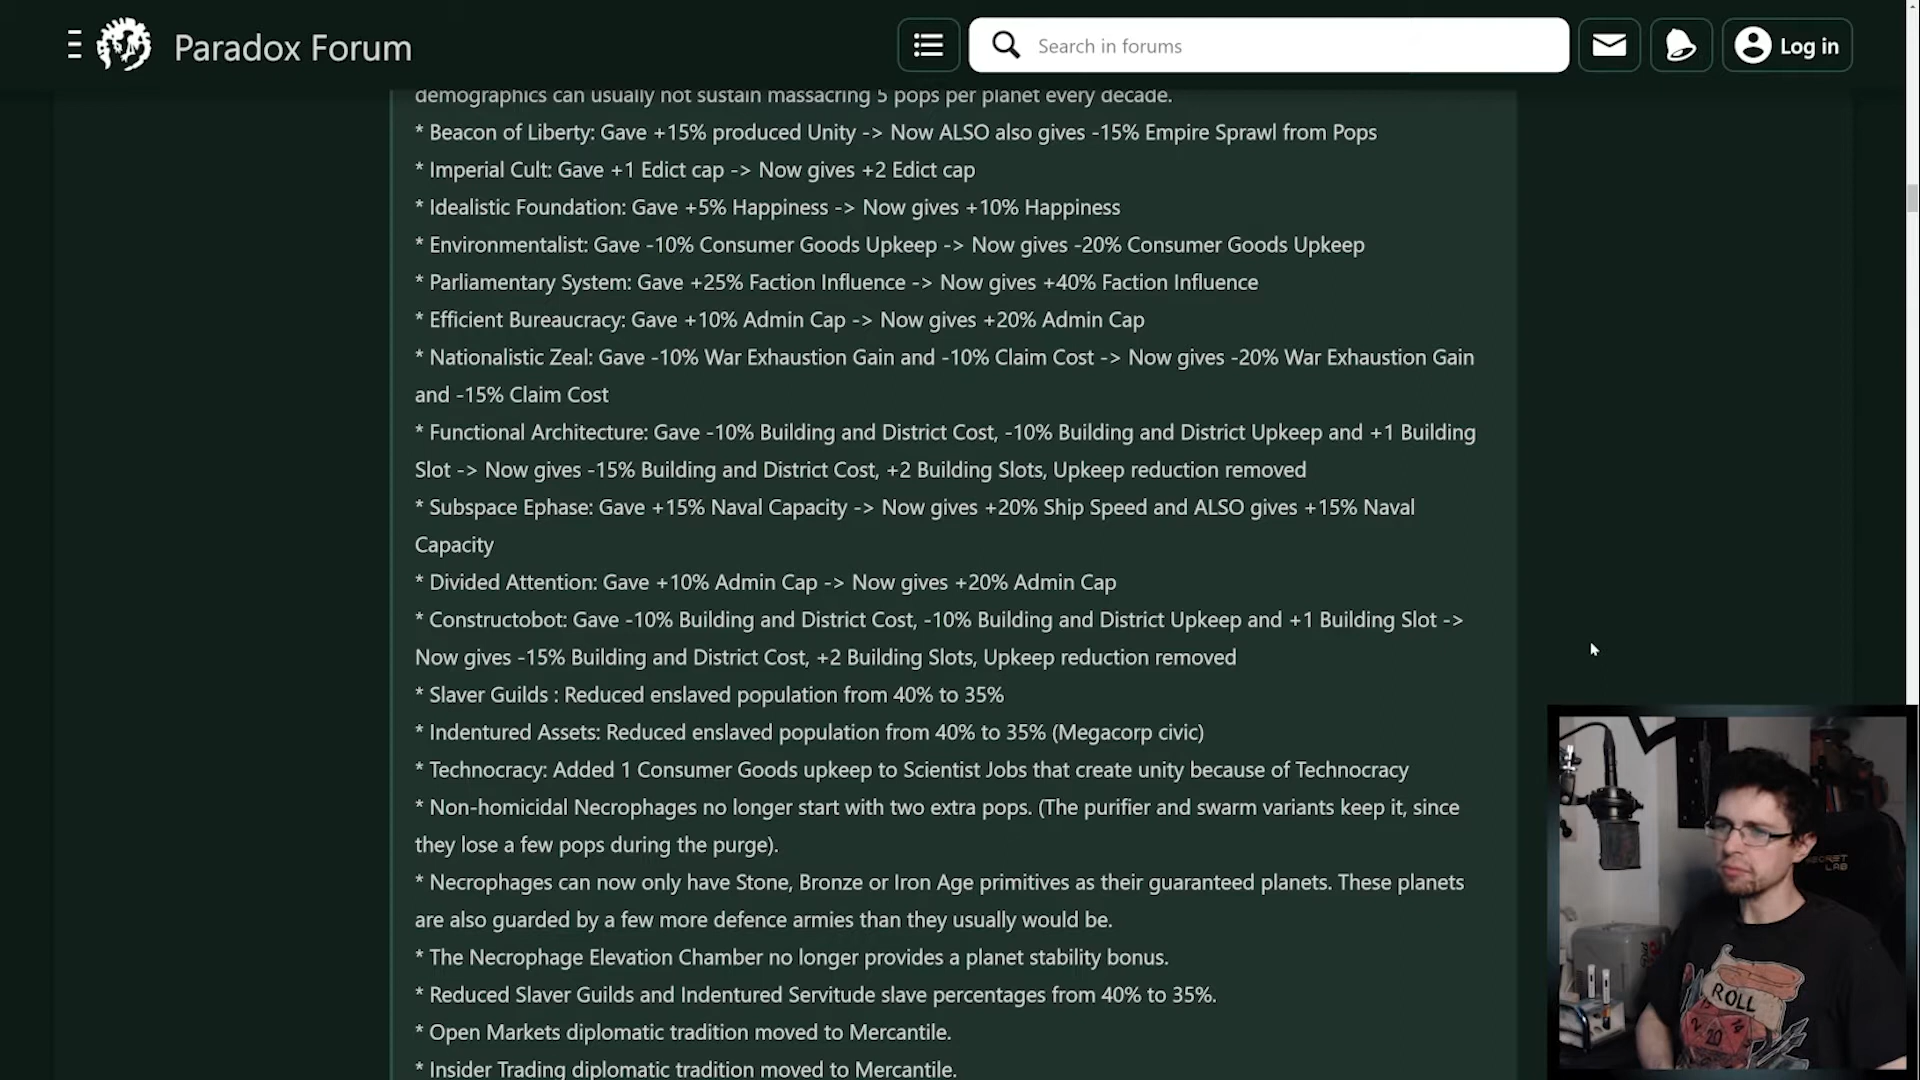 Paradox Forum
Search in forums
Log in
demographics can usually not sustain massacring 5 pops per planet every decade.
* Beacon of Liberty: Gave +15% produced Unity -> Now ALSO also gives -15% Empire Sprawl from Pops
* Imperial Cult: Gave +1 Edict cap -> Now gives +2 Edict cap
* Idealistic Foundation: Gave +5% Happiness -> Now gives +10% Happiness
* Environmentalist: Gave -10% Consumer Goods Upkeep -> Now gives -20% Consumer Goods Upkeep
* Parliamentary System: Gave +25% Faction Influence -> Now gives +40% Faction Influence
* Efficient Bureaucracy: Gave +10% Admin Cap -> Now gives +20% Admin Cap
* Nationalistic Zeal: Gave -10% War Exhaustion Gain and -10% Claim Cost -> Now gives -20% War Exhaustion Gain
and -15% Claim Cost
* Functional Architecture: Gave -10% Building and District Cost, -10% Building and District Upkeep and +1 Building
Slot -> Now gives -15% Building and District Cost, +2 Building Slots, Upkeep reduction removed
* Subspace Ephase: Gave +15% Naval Capacity -> Now gives +20% Ship Speed and ALSO gives +15% Naval
Capacity
* Divided Attention: Gave +10% Admin Cap -> Now gives +20% Admin Cap
* Constructobot: Gave -10% Building and District Cost, -10% Building and District Upkeep and +1 Building Slot ->
Now gives -15% Building and District Cost, +2 Building Slots, Upkeep reduction removed
* Slaver Guilds : Reduced enslaved population from 40% to 35%
* Indentured Assets: Reduced enslaved population from 40% to 35% (Megacorp civic)
* Technocracy: Added 1 Consumer Goods upkeep to Scientist Jobs that create unity because of Technocracy
* Non-homicidal Necrophages no longer start with two extra pops. (The purifier and swarm variants keep it, since
they lose a few pops during the purge).
* Necrophages can now only have Stone, Bronze or Iron Age primitives as their guaranteed planets. These planets
are also guarded by a few more defence armies than they usually would be.
* The Necrophage Elevation Chamber no longer provides a planet stability bonus.
* Reduced Slaver Guilds and Indentured Servitude slave percentages from 40% to 35%.
* Open Markets diplomatic tradition moved to Mercantile.
* Insider Trading diplomatic tradition moved to Mercantile.
SECRET
LAB
ROLL
20